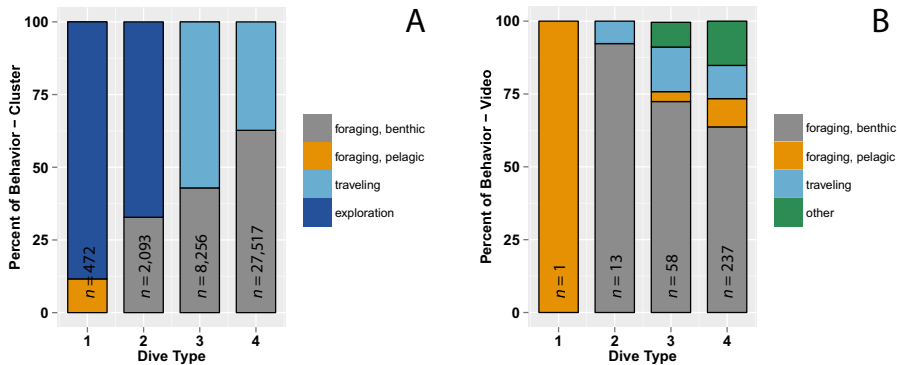 A
Percent of Behavior – Cluster
100
75
50
25
0
n = 472
n = 2,093
n = 8,256
n = 27,517
1 2 3 4
Dive Type
foraging, benthic
foraging, pelagic
traveling
exploration
B
Percent of Behavior – Video
100
75
50
25
0
n = 1
n = 13
n = 58
n = 237
1 2 3 4
Dive Type
foraging, benthic
foraging, pelagic
traveling
other